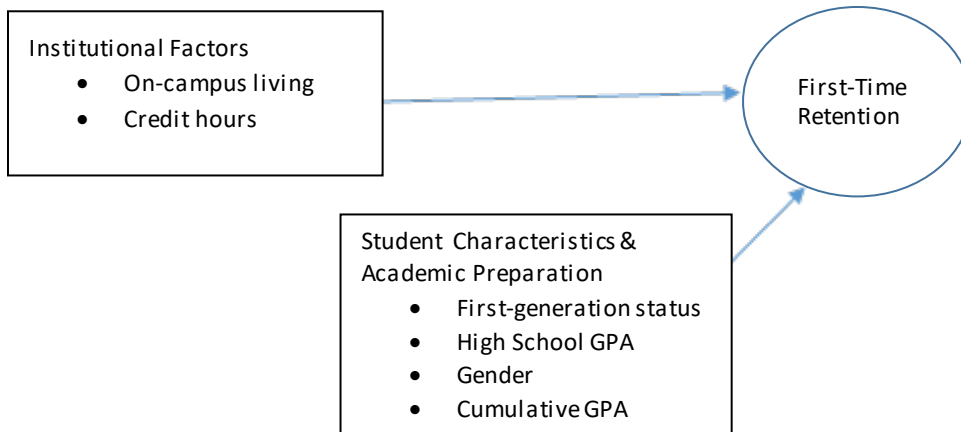 Institutional Factors
• On-campus living
• Credit hours
First-Time
Retention
Student Characteristics &
Academic Preparation
• First-generation status
• High School GPA
• Gender
• Cumulative GPA